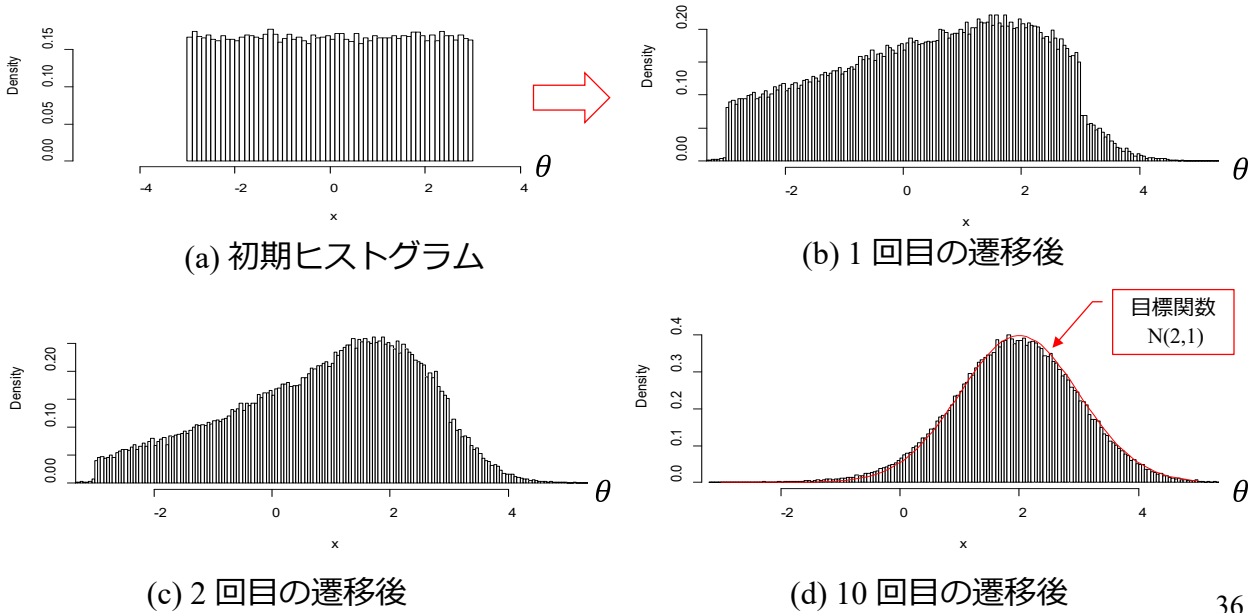 Density
0.00 0.05 0.10 0.15
-4 -2 0 2 4
θ
x
(a) 初期ヒストグラム
Density
0.00 0.10 0.20
-2 0 2 4
θ
x
(b) 1 回目の遷移後
Density
0.00 0.10 0.20
-2 0 2 4
θ
x
(c) 2 回目の遷移後
目標関数
N(2,1)
Density
0.0 0.1 0.2 0.3 0.4
-2 0 2 4
θ
x
(d) 10 回目の遷移後
36